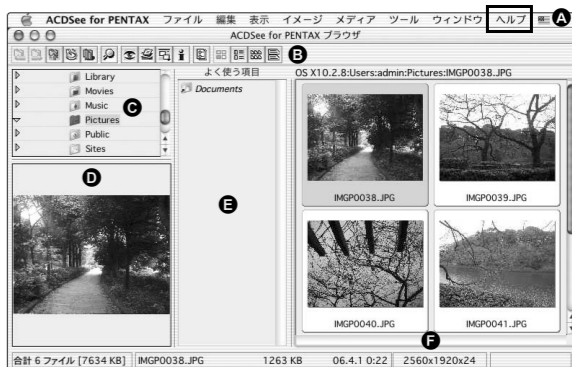 ACDSee for PENTAX ファイル 編集 表示 イメージ メディア ツール ウィンドウ ヘルプ A
ACDSee for PENTAX ブラウザ
B
Library
Movies
Music
Pictures
Public
Sites
C
D
よく使う項目
Documents
E
OS X10.2.8:Users:admin:Pictures:IMGP0038.JPG
IMGP0038.JPG
IMGP0039.JPG
IMGP0040.JPG
IMGP0041.JPG
F
合計 6 ファイル [7634 KB] IMGP0038.JPG 1263 KB 06.4.1 0:22 2560x1920x24